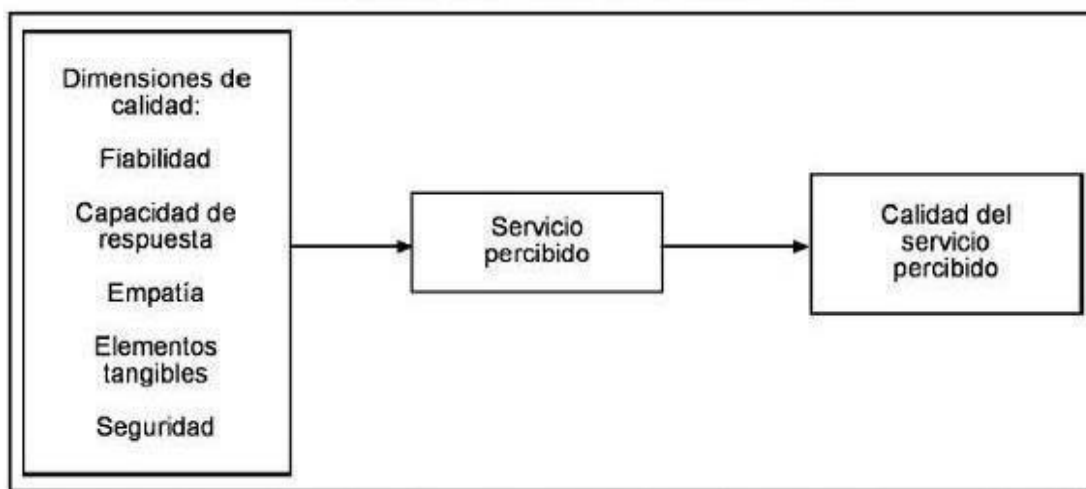 Dimensiones de
calidad:
Fiabilidad
Capacidad de
respuesta
Empatía
Elementos
tangibles
Seguridad
Servicio
percibido
Calidad del
servicio
percibido